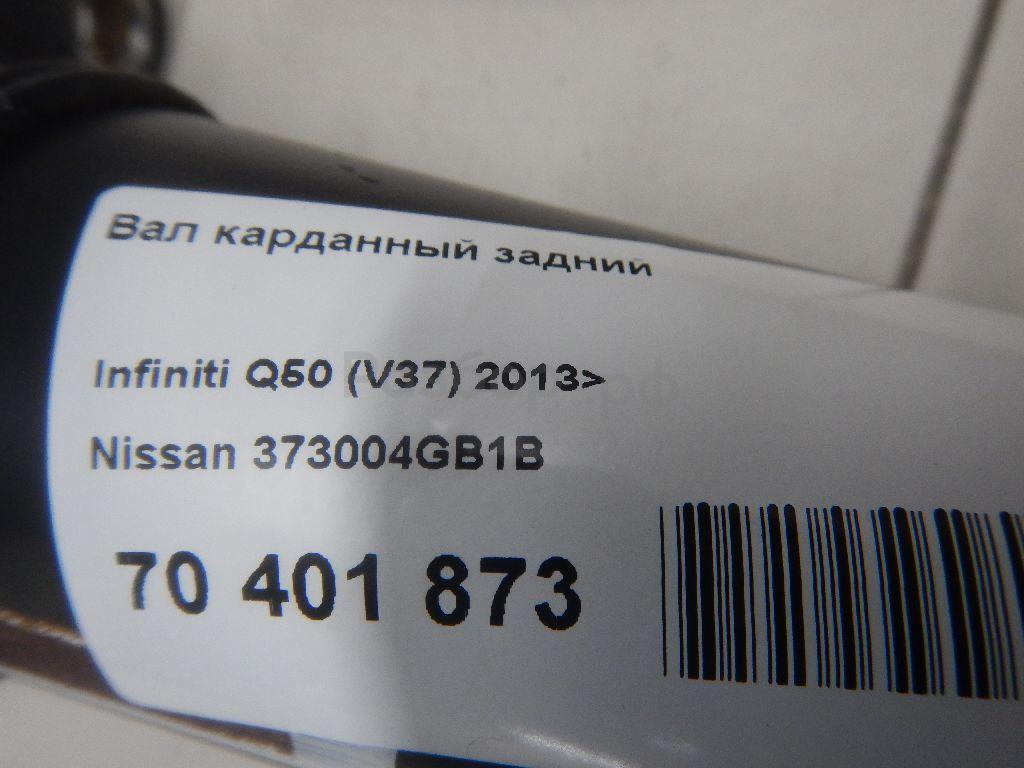 Вал карданный задний
Infiniti Q50 (V37) 2013>
Nissan 373004GB1B
70 401 873